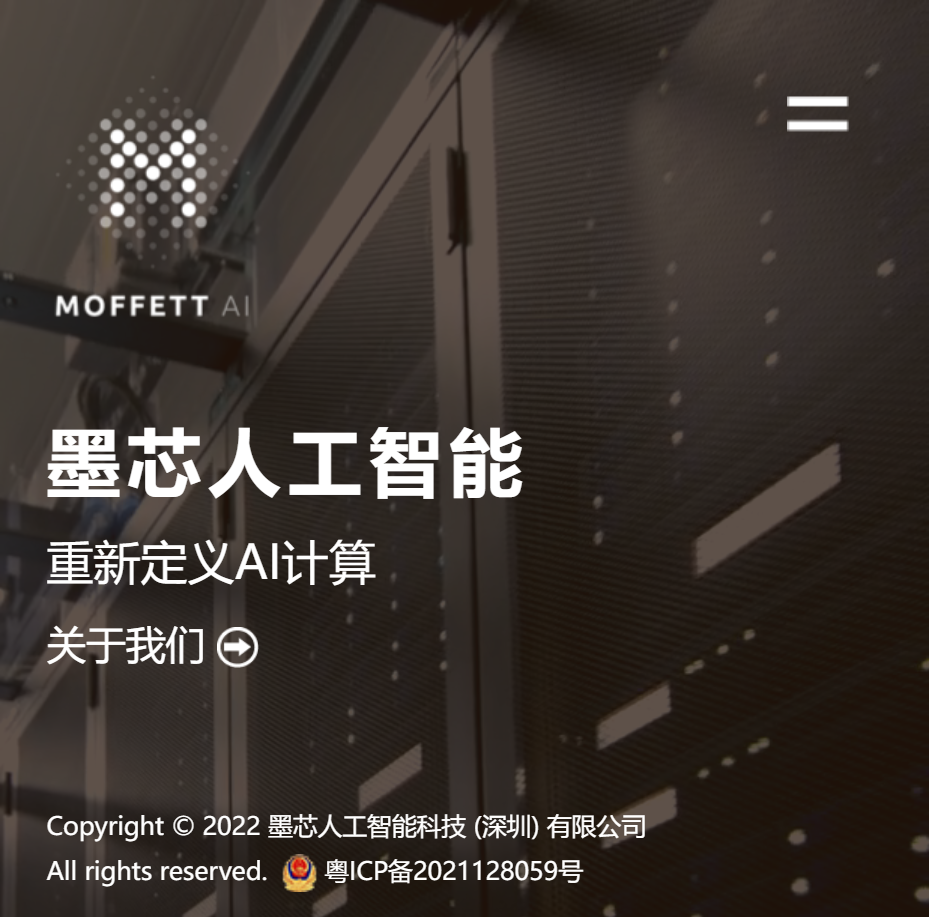 MOFFETT AI
墨芯人工智能
重新定义AI计算
关于我们
Copyright © 2022 墨芯人工智能科技 (深圳) 有限公司
All rights reserved. 粤ICP备2021128059号